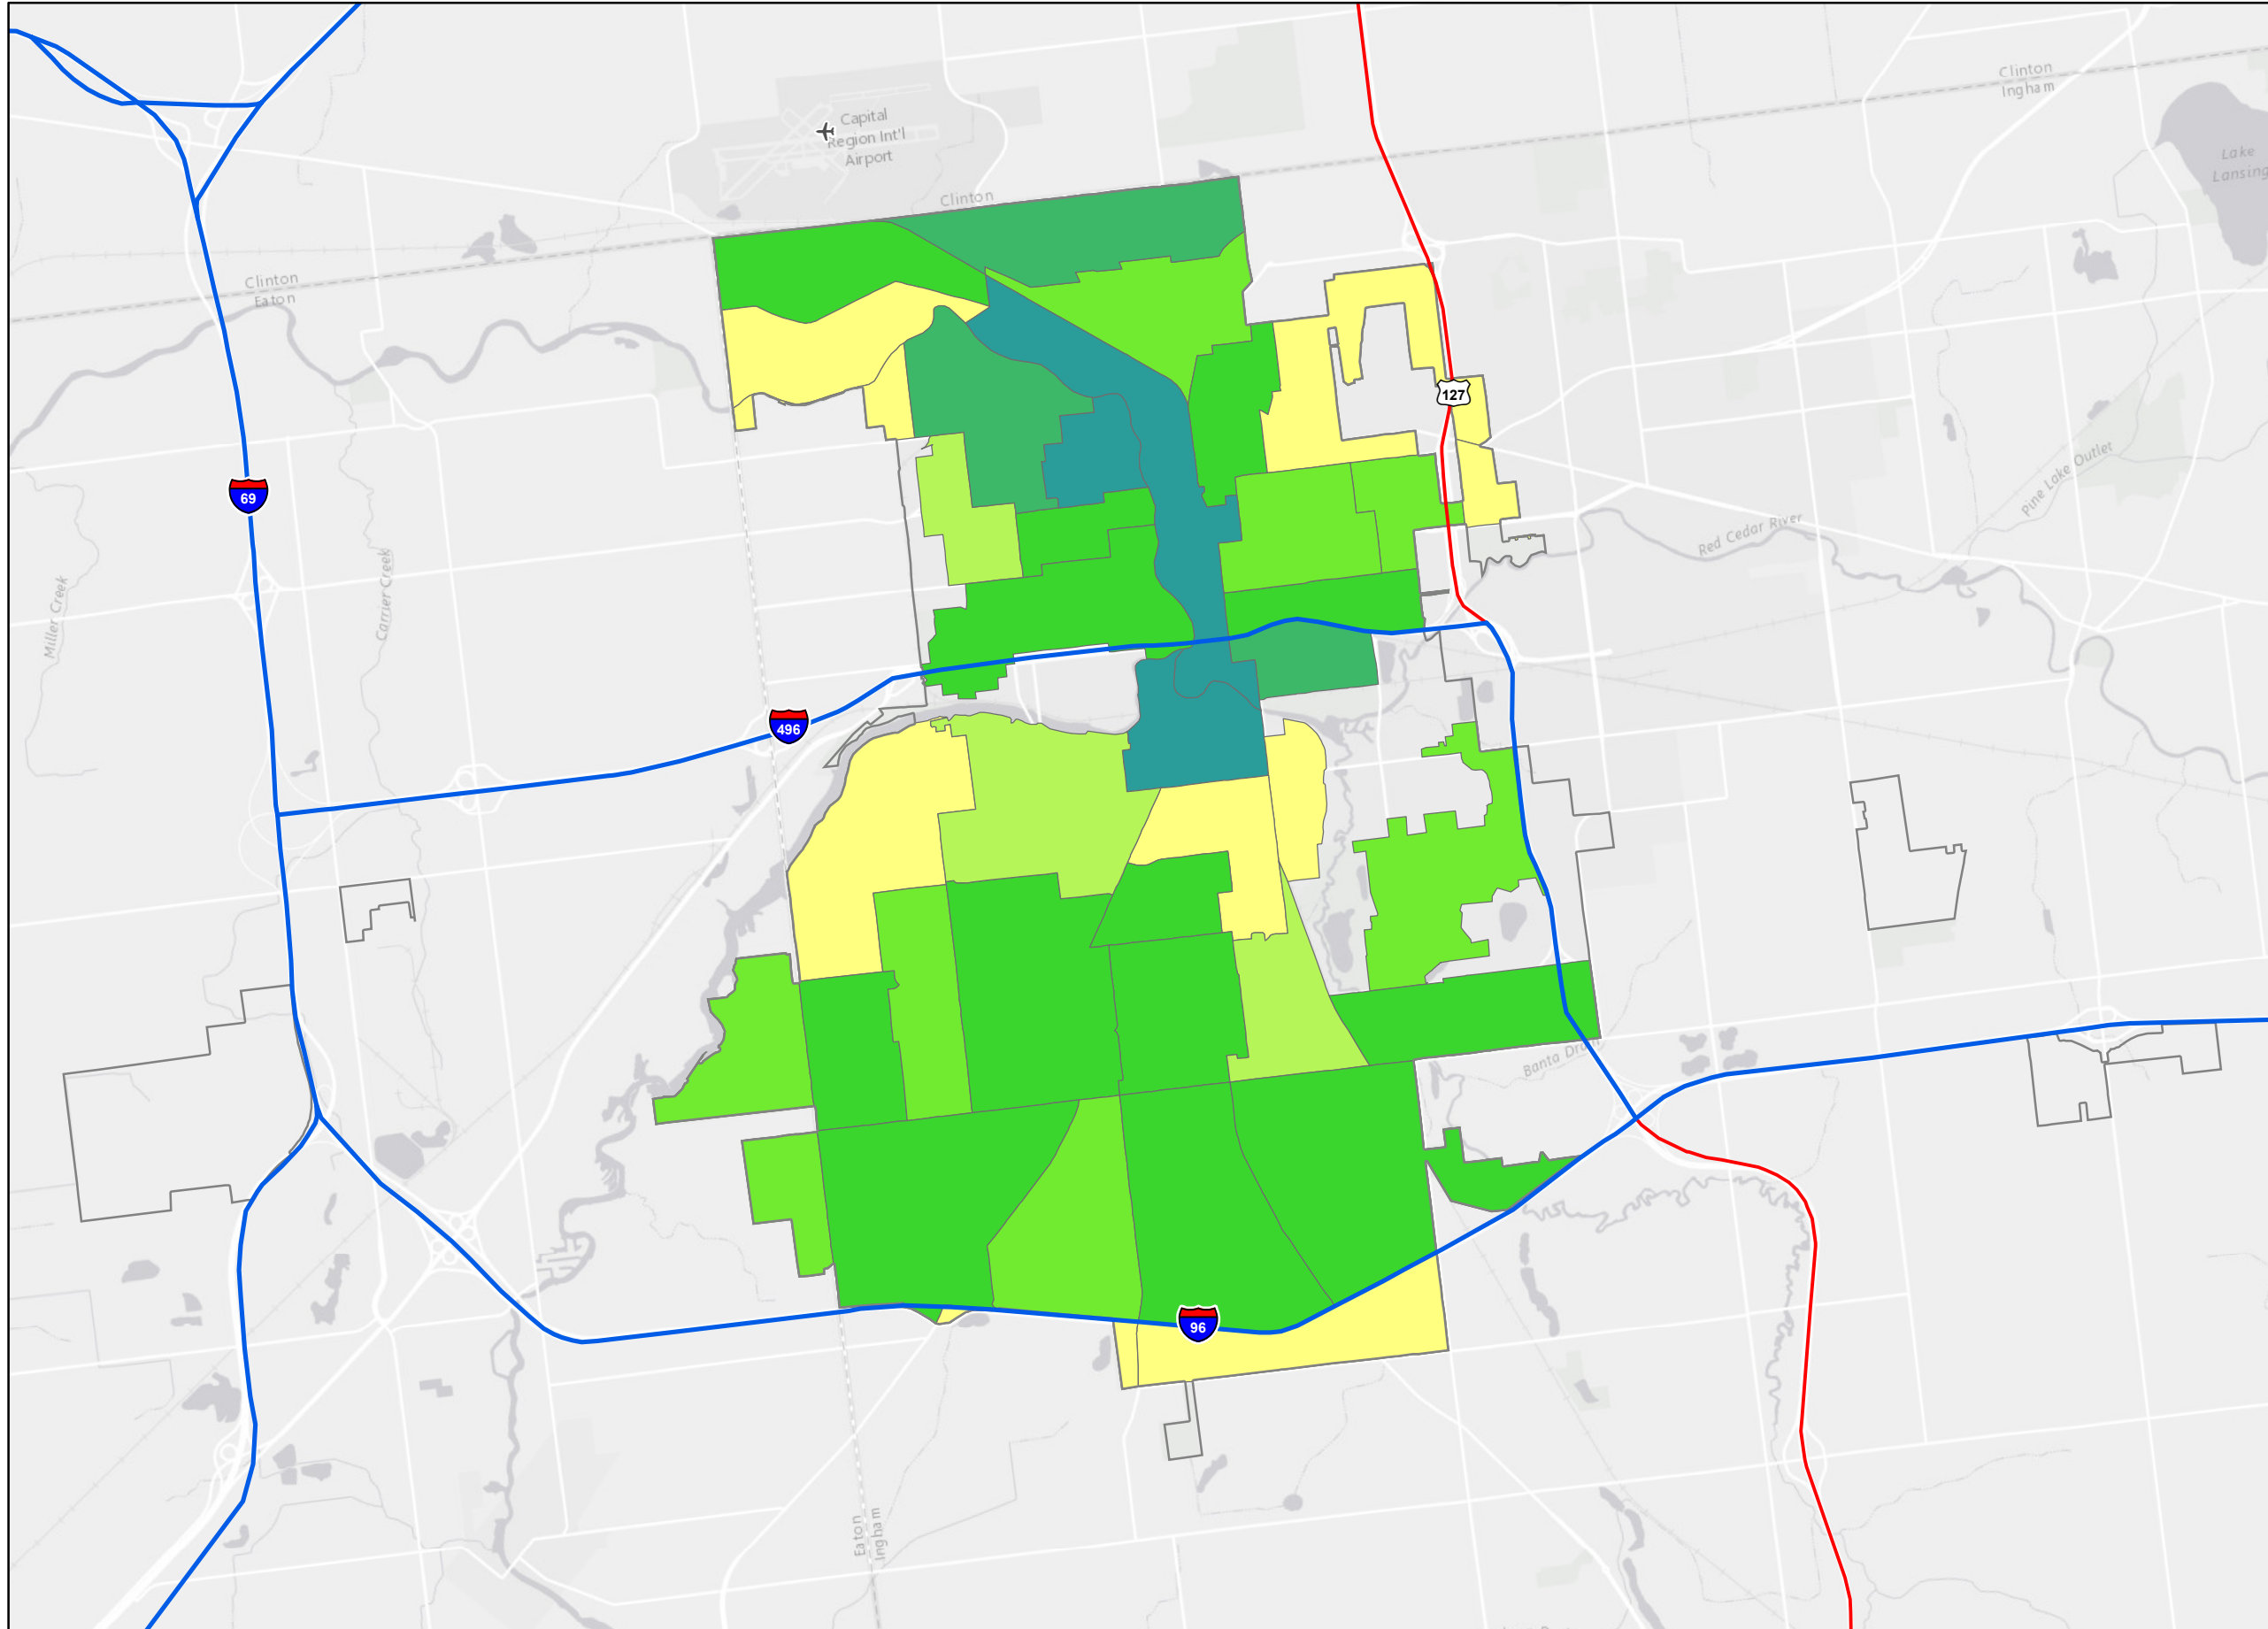 Clinton
Ingham
Capital
Region Int'l
Airport
Lake
Lansing
Clinton
Clinton
Eaton
127
Pine Lake Outlet
69
Red Cedar River
Miller Creek
Carrier Creek
496
Banta Drain
96
Eaton
Ingham